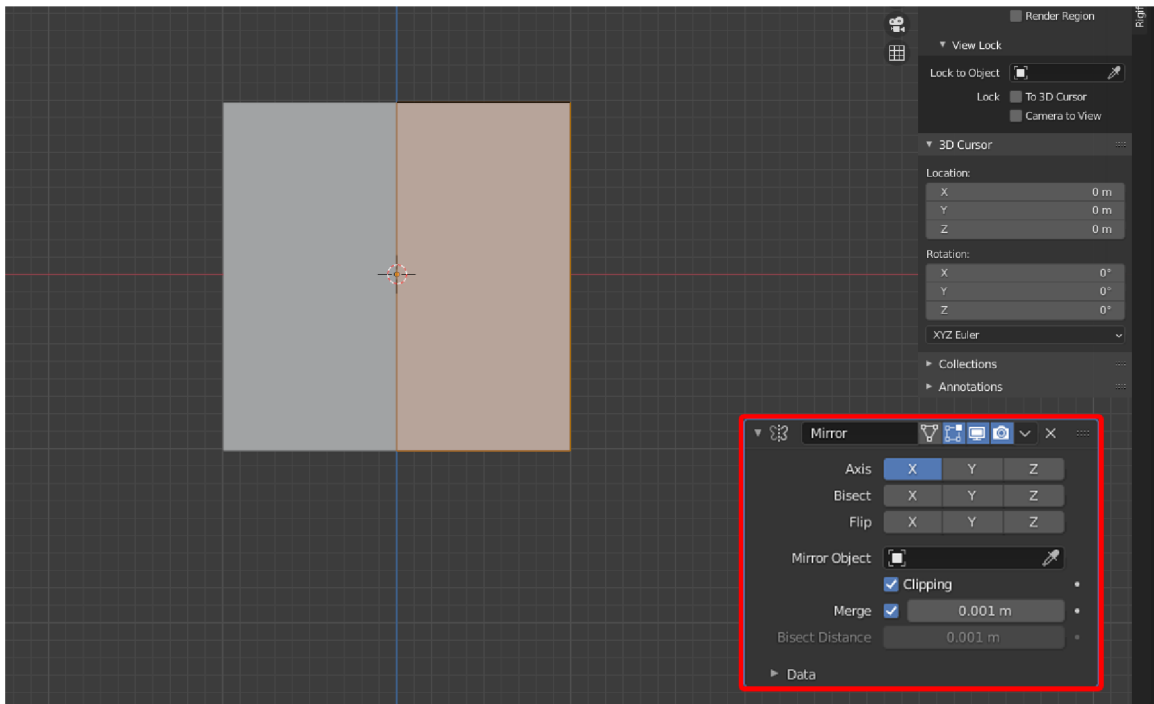 Render Region
Rigif
View Lock
Lock to Object
Lock To 3D Cursor
Camera to View
3D Cursor
Location:
X 0 m
Y 0 m
Z 0 m
Rotation:
X 0°
Y 0°
Z 0°
XYZ Euler
Collections
Annotations
Mirror
Axis X Y Z
Bisect X Y Z
Flip X Y Z
Mirror Object
Clipping
Merge 0.001 m
Bisect Distance 0.001 m
Data